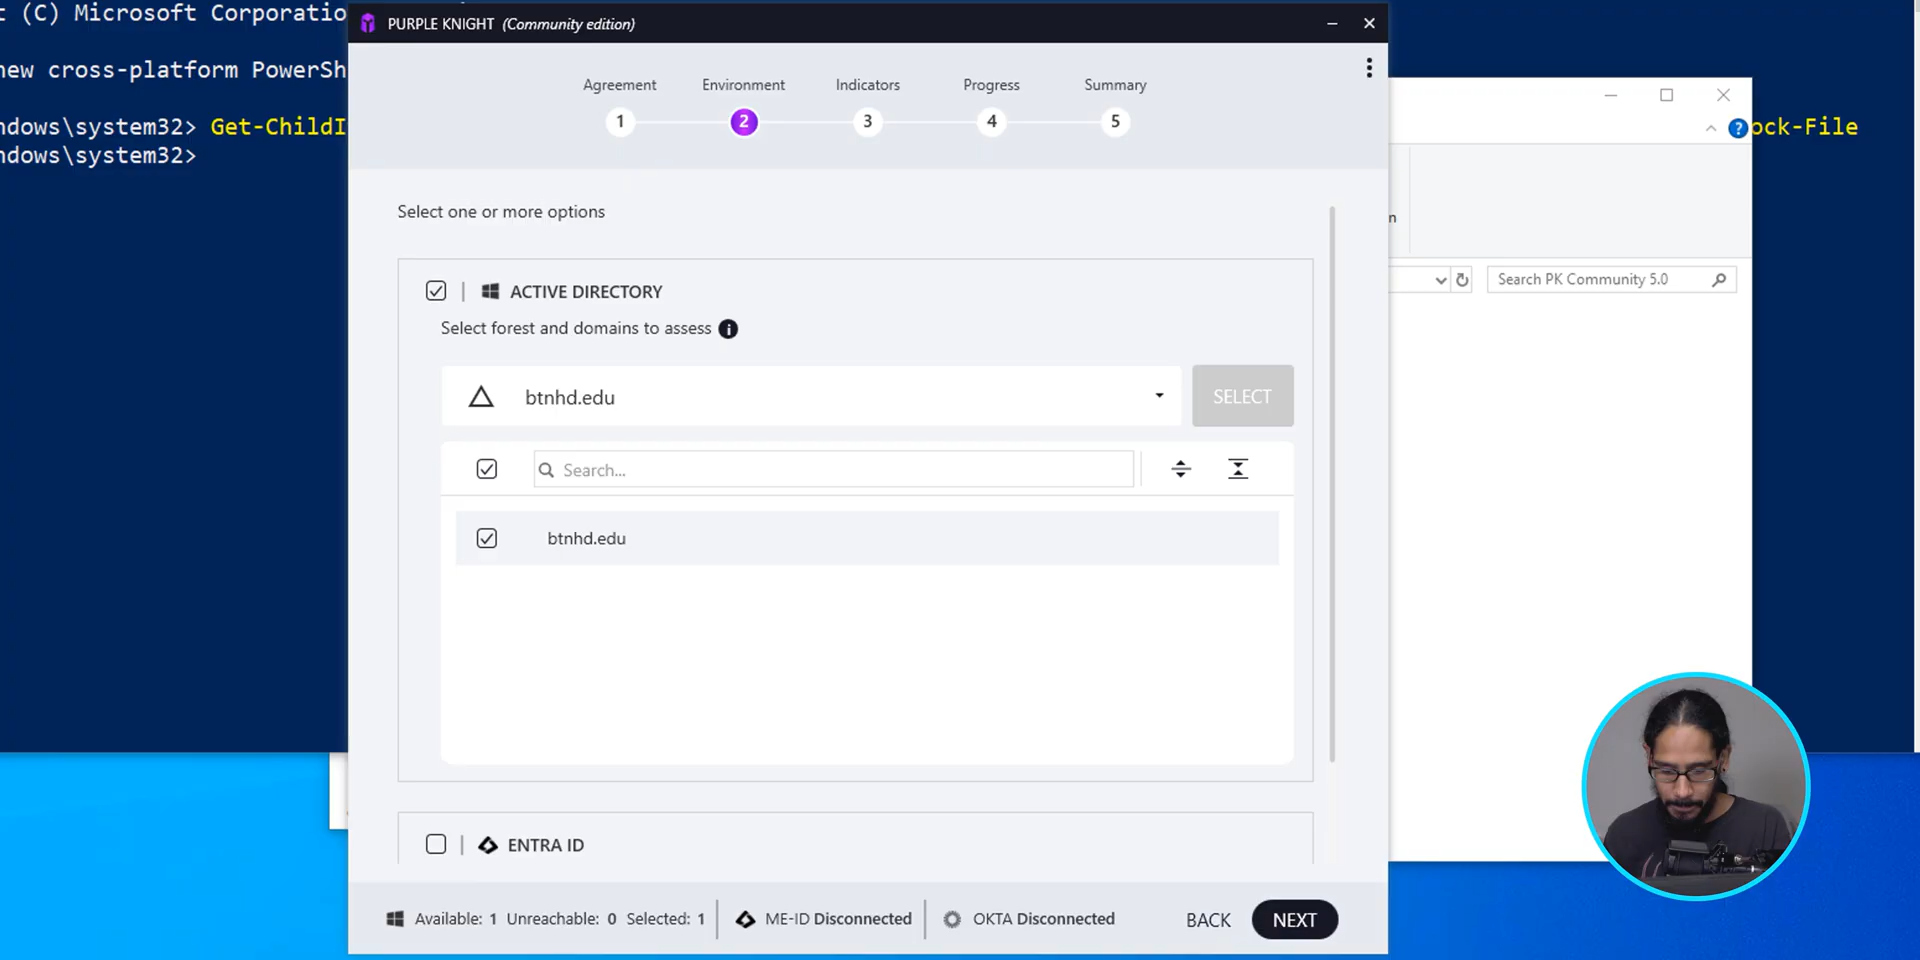 t (C) Microsoft Corporatio
new cross-platform PowerSh
ndows\system32> Get-ChildI
ock-File
ndows\system32>
PURPLE KNIGHT (Community edition)
Agreement Environment Indicators Progress Summary
1 2 3 4 5
Select one or more options
ACTIVE DIRECTORY
Select forest and domains to assess
btnhd.edu
SELECT
Search...
btnhd.edu
ENTRA ID
Available: 1 Unreachable: 0 Selected: 1
ME-ID Disconnected
OKTA Disconnected
BACK
NEXT
n
Search PK Community 5.0